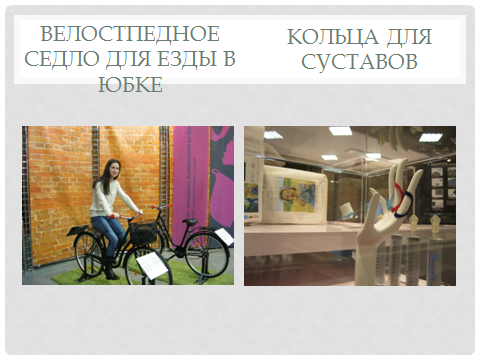 ВЕЛОСТПЕДНОЕ
СЕДЛО ДЛЯ ЕЗДЫ В
ЮБКЕ
КОЛЬЦА ДЛЯ
СУСТАВОВ